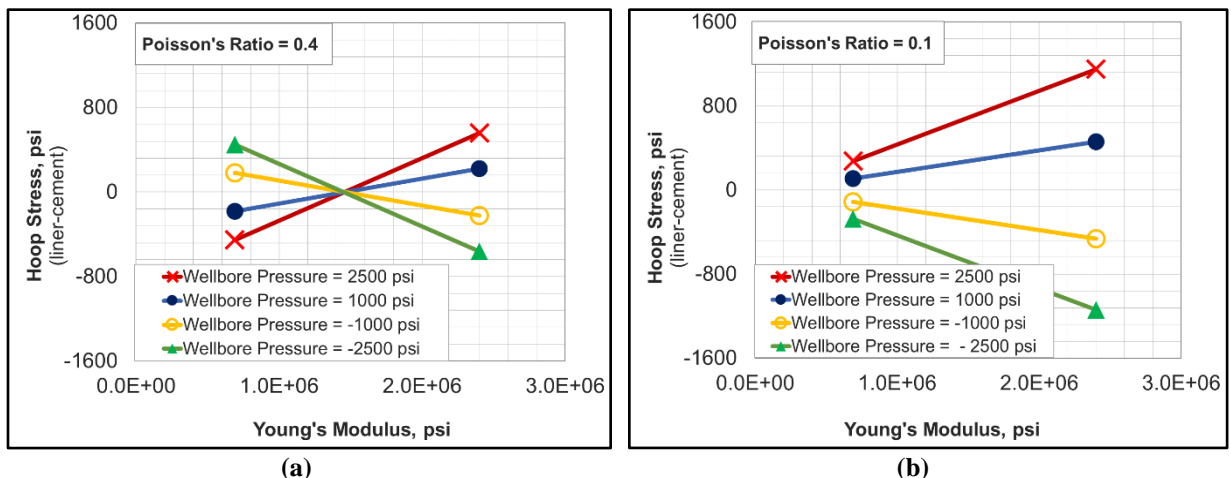 1600
Poisson's Ratio = 0.4
800
0
-800
-1600
Hoop Stress, psi
(liner-cement)
Wellbore Pressure = 2500 psi
Wellbore Pressure = 1000 psi
Wellbore Pressure = -1000 psi
Wellbore Pressure = -2500 psi
0.0E+00 1.0E+06 2.0E+06 3.0E+06
Young's Modulus, psi
(a)
1600
Poisson's Ratio = 0.1
800
0
-800
-1600
Hoop Stress, psi
(liner-cement)
Wellbore Pressure = 2500 psi
Wellbore Pressure = 1000 psi
Wellbore Pressure = -1000 psi
Wellbore Pressure = - 2500 psi
0.0E+00 1.0E+06 2.0E+06 3.0E+06
Young's Modulus, psi
(b)